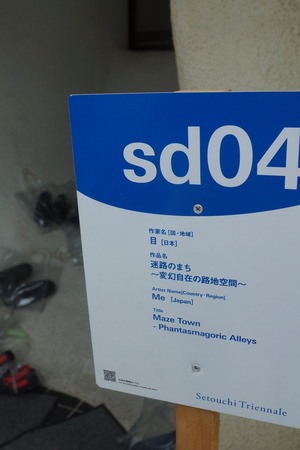 sd04
作家名 [国・地域]
目 [日本]
作品名
迷路のまち
〜変幻自在の路地空間〜
Artist Name[Country・Region]
Me [Japan]
Title
Maze Town
- Phantasmagoric Alleys
Setouchi Triennale